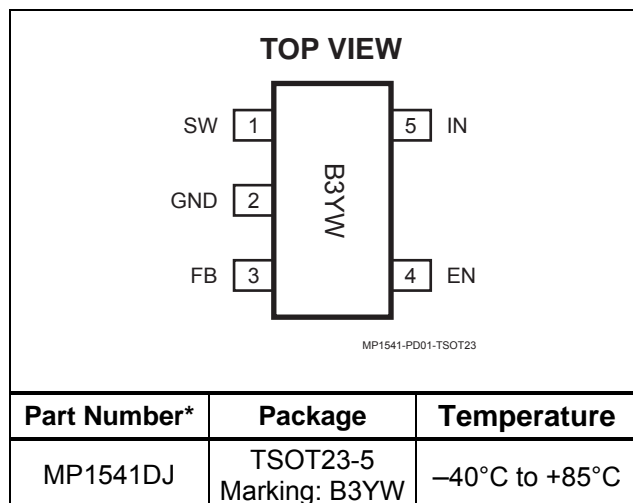 TOP VIEW
SW 1 5 IN
B3YW
GND 2
FB 3 4 EN
MP1541-PD01-TSOT23
Part Number* Package Temperature
MP1541DJ TSOT23-5 –40°C to +85°C
Marking: B3YW